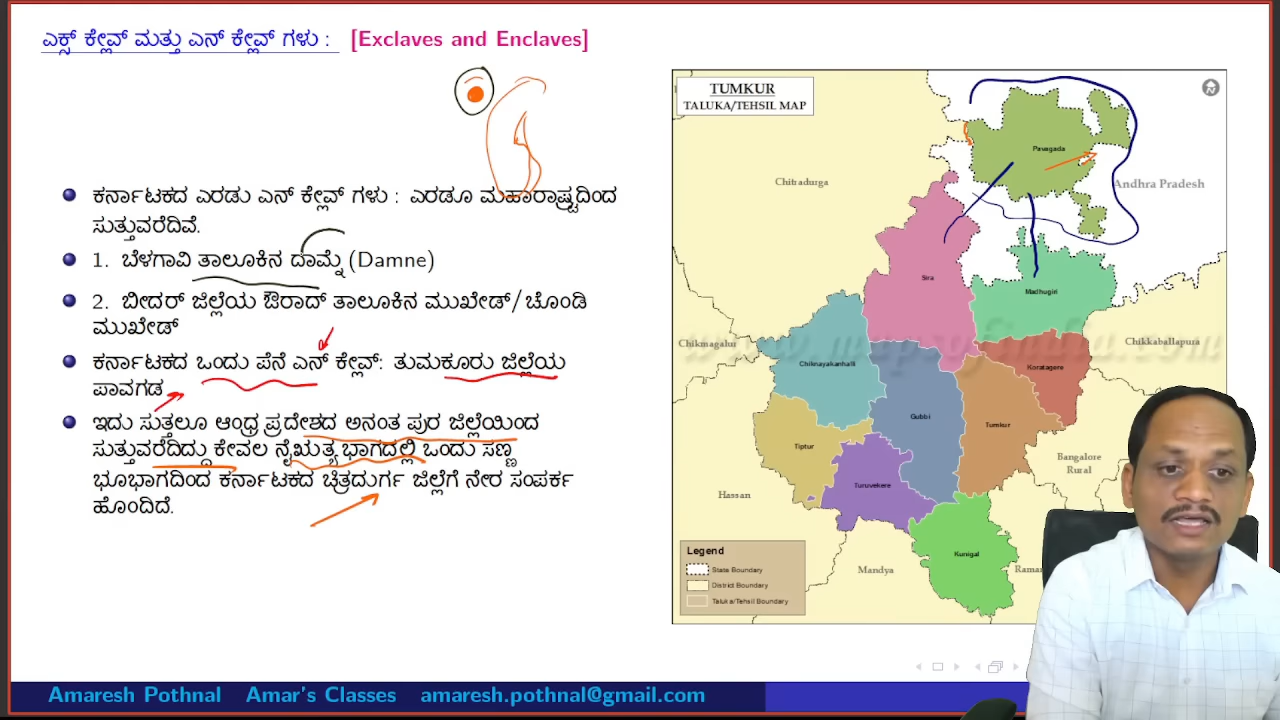 ಎಕ್ಸ್ ಕ್ಲೇವ್ ಮತ್ತು ಎನ್ ಕ್ಲೇವ್ ಗಳು : [Exclaves and Enclaves]
ಕರ್ನಾಟಕದ ಎರಡು ಎನ್ ಕ್ಲೇವ್ ಗಳು : ಎರಡೂ ಮಹಾರಾಷ್ಟ್ರದಿಂದ
ಸುತ್ತುವರೆದಿವೆ.
1. ಬೆಳಗಾವಿ ತಾಲೂಕಿನ ದಾಮ್ನೆ (Damne)
2. ಬೀದರ್ ಜಿಲ್ಲೆಯ ಔರಾದ್ ತಾಲೂಕಿನ ಮುಖೇಡ್/ಚೊಂಡಿ
ಮುಖೇಡ್
ಕರ್ನಾಟಕದ ಒಂದು ಪೆನೆ ಎನ್ ಕ್ಲೇವ್: ತುಮಕೂರು ಜಿಲ್ಲೆಯ
ಪಾವಗಡ
ಇದು ಸುತ್ತಲೂ ಆಂಧ್ರ ಪ್ರದೇಶದ ಅನಂತ ಪುರ ಜಿಲ್ಲೆಯಿಂದ
ಸುತ್ತುವರೆದಿದ್ದು ಕೇವಲ ನೈಋತ್ಯ ಭಾಗದಲ್ಲಿ ಒಂದು ಸಣ್ಣ
ಭೂಭಾಗದಿಂದ ಕರ್ನಾಟಕದ ಚಿತ್ರದುರ್ಗ ಜಿಲ್ಲೆಗೆ ನೇರ ಸಂಪರ್ಕ
ಹೊಂದಿದೆ.
TUMKUR
TALUKA/TEHSIL MAP
Pavagada
Chitradurga
Andhra Pradesh
Sira
Madhugiri
Chikmagalur
Chiknayakanhalli
Chikkaballapura
Koratagere
Gubbi
Tumkur
Tiptur
Bangalore
Rural
Turuvekere
Hassan
Kunigal
Mandya
Raman
Legend
State Boundary
District Boundary
Taluka/Tehsil Boundary
Amaresh Pothnal Amar's Classes amaresh.pothnal@gmail.com